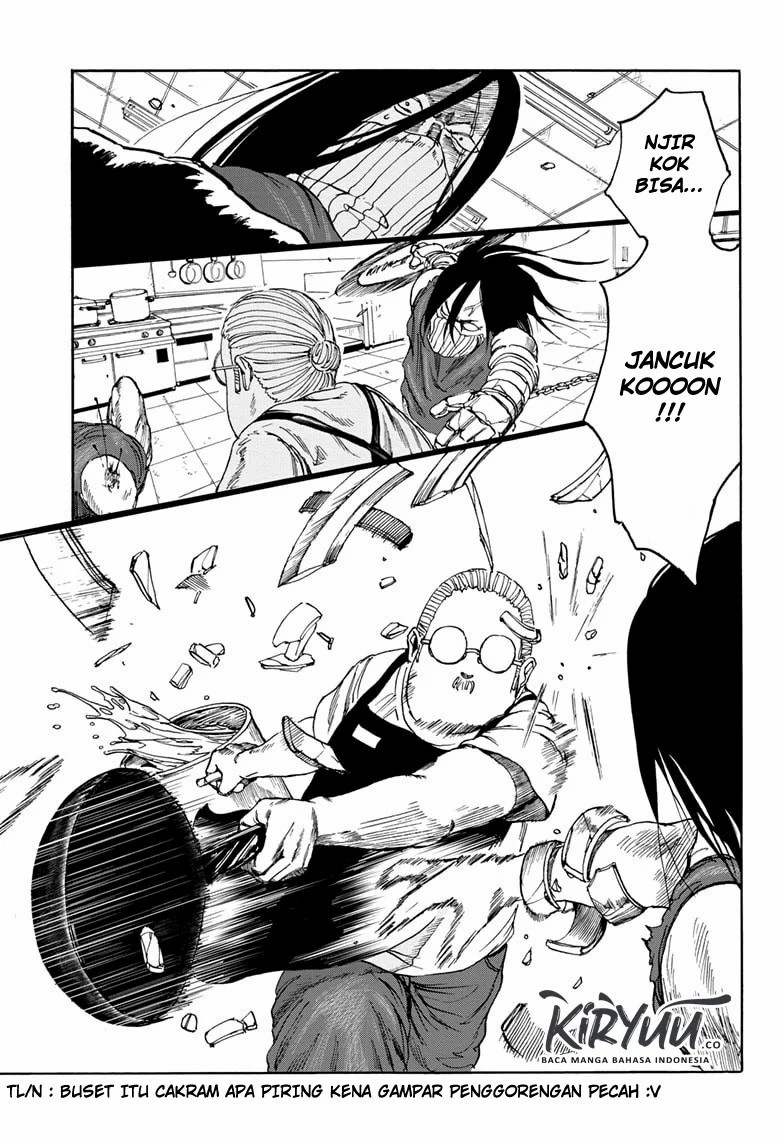 NJIR
KOK
BISA...
JANCUK
KOOOON
!!!
KiRYUU.CO
BACA MANGA BAHASA INDONESIA
TL/N : BUSET ITU CAKRAM APA PIRING KENA GAMPAR PENGGORENGAN PECAH :V